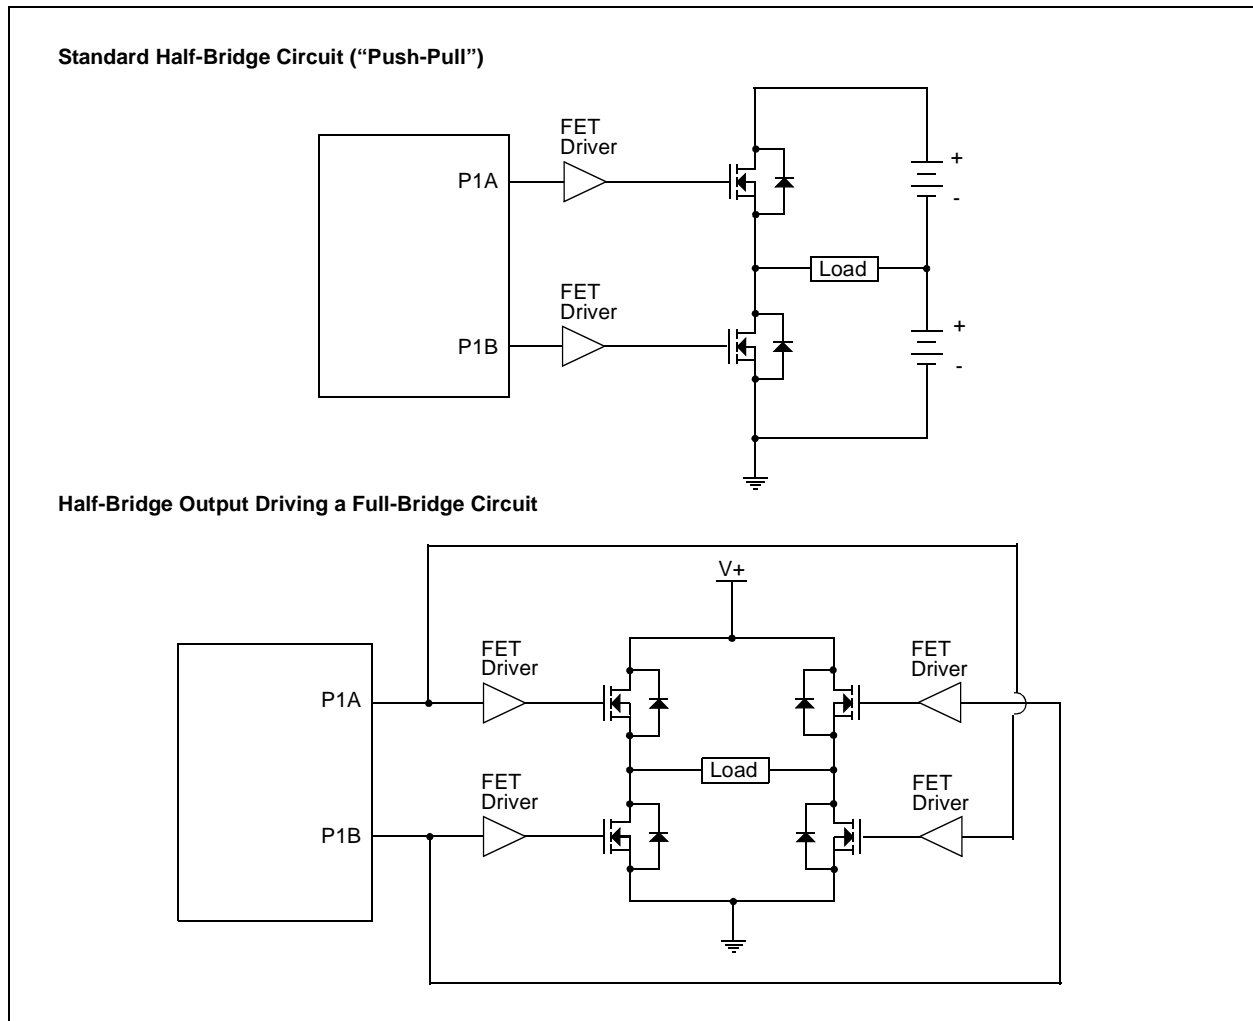 Standard Half-Bridge Circuit (“Push-Pull”)
FET
Driver
P1A
+
-
Load
FET
Driver
P1B
+
-
Half-Bridge Output Driving a Full-Bridge Circuit
V+
FET
Driver
FET
Driver
P1A
Load
FET
Driver
FET
Driver
P1B